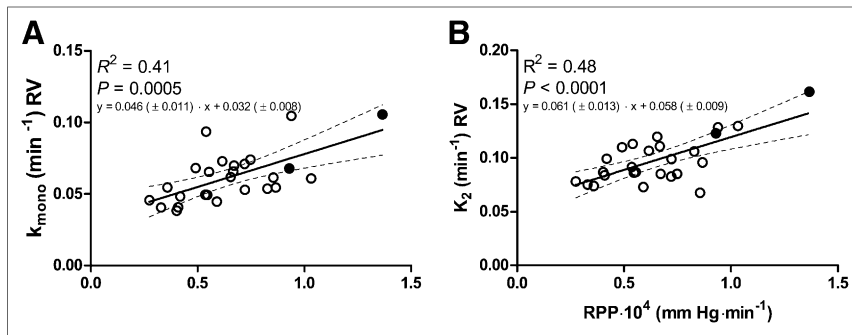 A
0.15
R² = 0.41
P = 0.0005
y = 0.046 (±0.011) · x + 0.032 (±0.008)
0.10
0.05
0.00
0.0 0.5 1.0 1.5
k_mono (min⁻¹) RV
B
0.20
R² = 0.48
P < 0.0001
y = 0.061 (±0.013) · x + 0.058 (±0.009)
0.15
0.10
0.05
0.00
0.0 0.5 1.0 1.5
K₂ (min⁻¹) RV
RPP·10⁴ (mm Hg·min⁻¹)